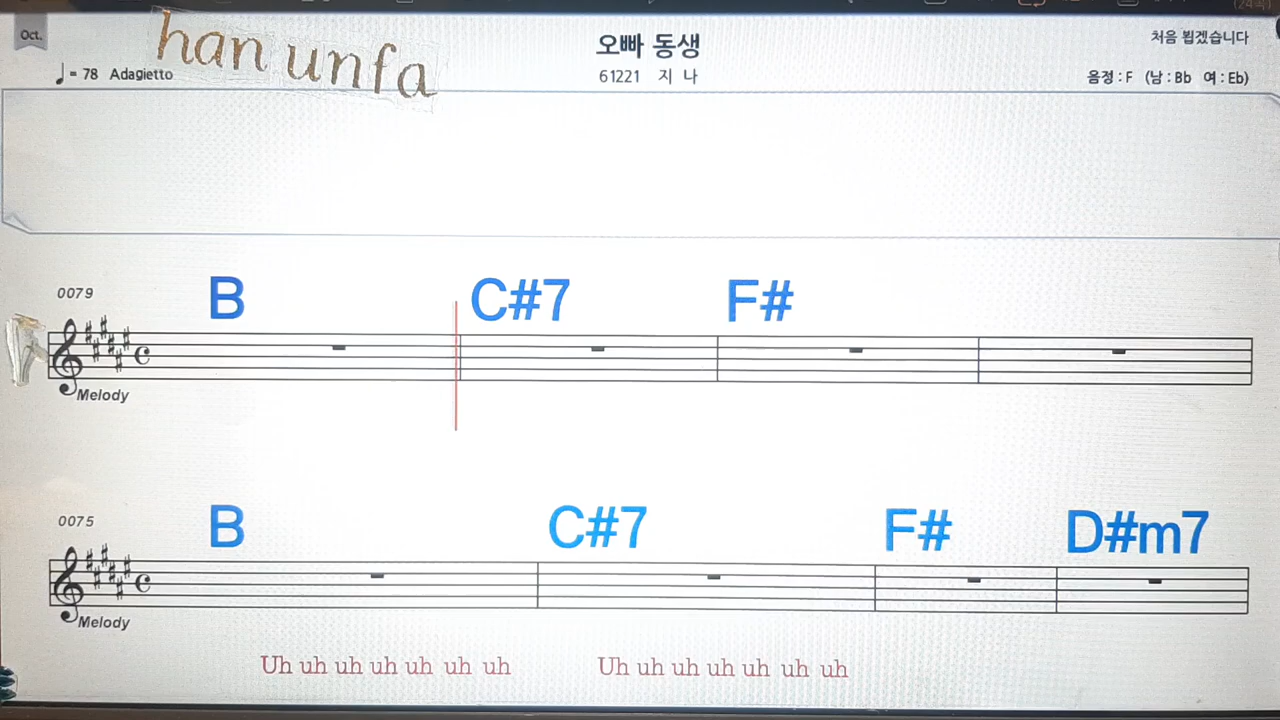 Oct.
han unfa
오빠 동생
처음 뵙겠습니다
♩= 78 Adagietto
61221 지 나
음정 : F (남 : Bb 여 : Eb)
0079
B C#7 F#
Melody
0075
B C#7 F# D#m7
Melody
Uh uh uh uh uh uh uh Uh uh uh uh uh uh uh